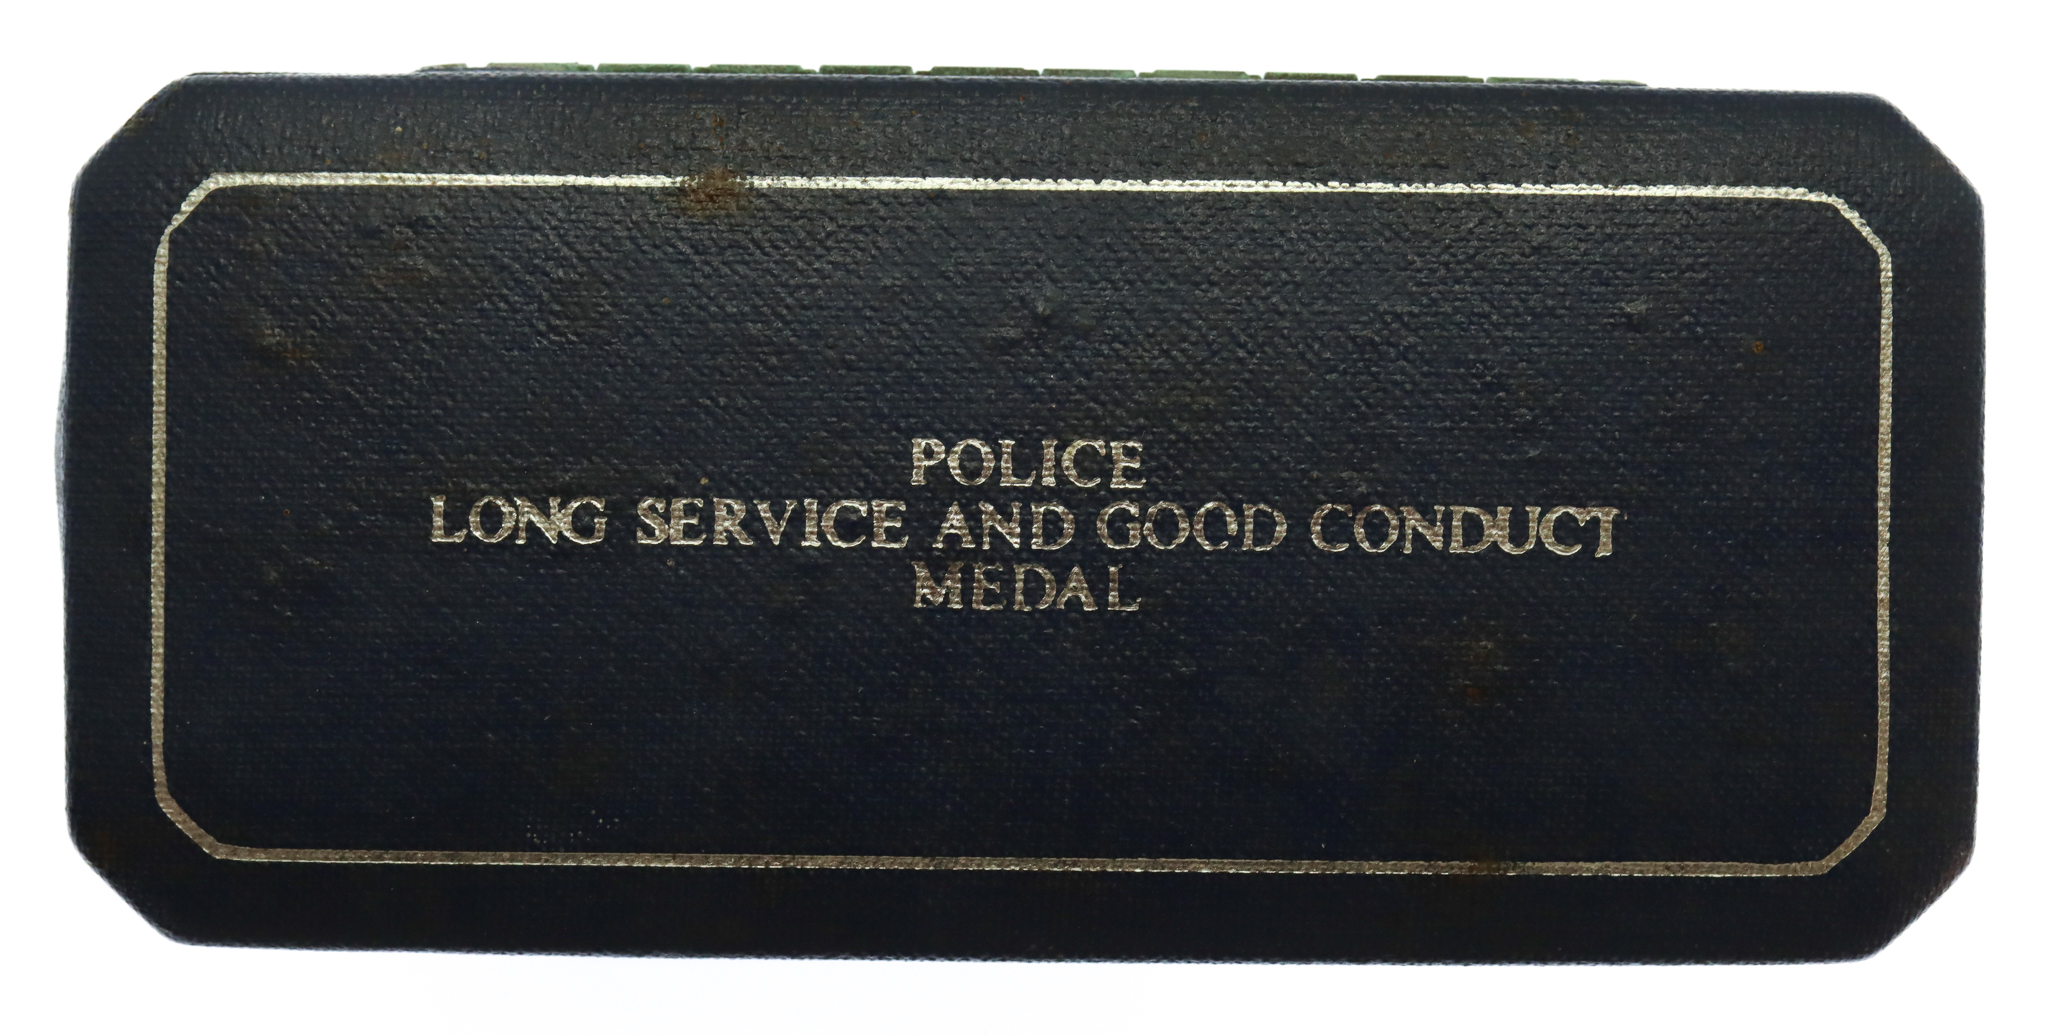 POLICE
LONG SERVICE AND GOOD CONDUCT
MEDAL